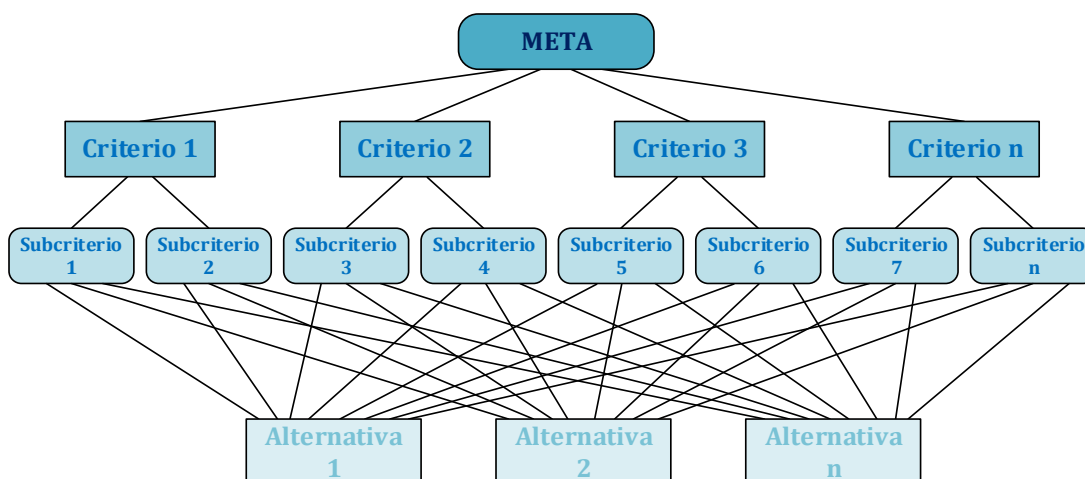 META
Criterio 1
Criterio 2
Criterio 3
Criterio n
Subcriterio
1
Subcriterio
2
Subcriterio
3
Subcriterio
4
Subcriterio
5
Subcriterio
6
Subcriterio
7
Subcriterio
n
Alternativa
1
Alternativa
2
Alternativa
n